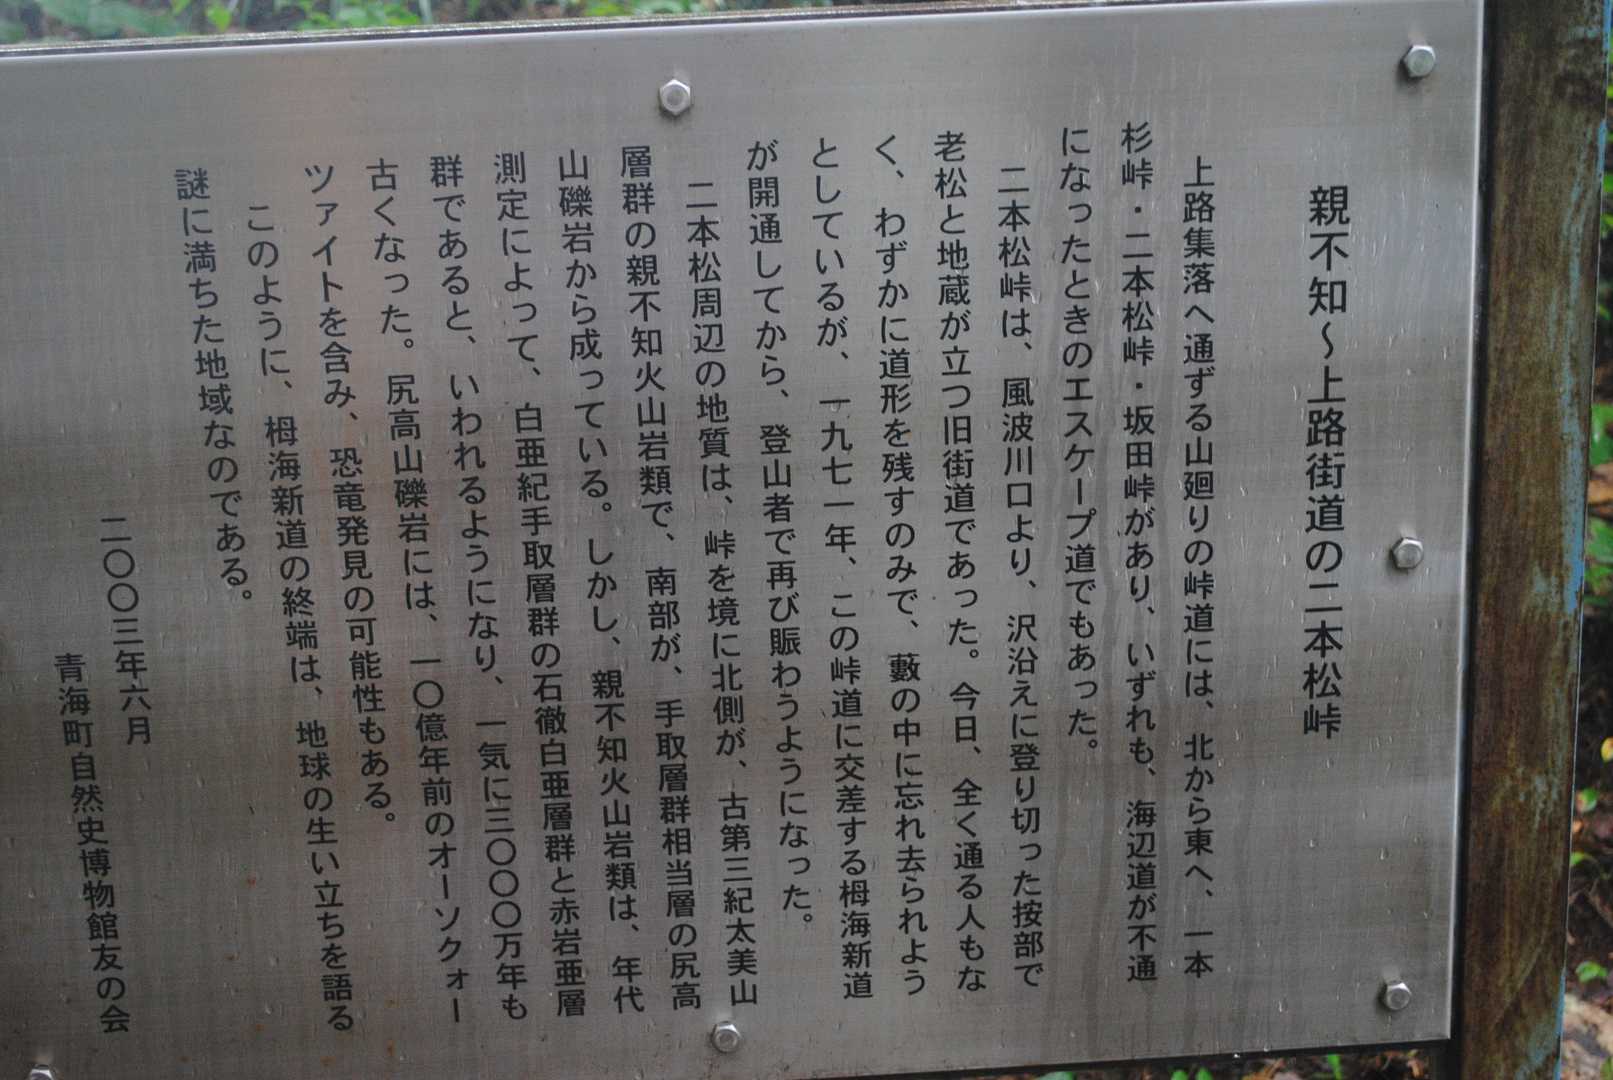 親不知～上路街道の二本松峠
上路集落へ通ずる山廻りの峠道には、北から東へ、一本
杉峠・二本松峠・坂田峠があり、いずれも、海辺道が不通
になったときのエスケープ道でもあった。
二本松峠は、風波川口より、沢沿えに登り切った按部で
老松と地蔵が立つ旧街道であった。今日、全く通る人もな
く、わずかに道形を残すのみで、藪の中に忘れ去られよう
としているが、一九七一年、この峠道に交差する栂海新道
が開通してから、登山者で再び賑わうようになった。
二本松周辺の地質は、峠を境に北側が、古第三紀太美山
層群の親不知火山岩類で、南部が、手取層群相当層の尻高
山礫岩から成っている。しかし、親不知火山岩類は、年代
測定によって、白亜紀手取層群の石徹白亜層群と赤岩亜層
群であると、いわれるようになり、一気に三〇〇〇万年も
古くなった。尻高山礫岩には、一〇億年前のオーソクォー
ツァイトを含み、恐竜発見の可能性もある。
このように、栂海新道の終端は、地球の生い立ちを語る
謎に満ちた地域なのである。
二〇〇三年六月
青海町自然史博物館友の会